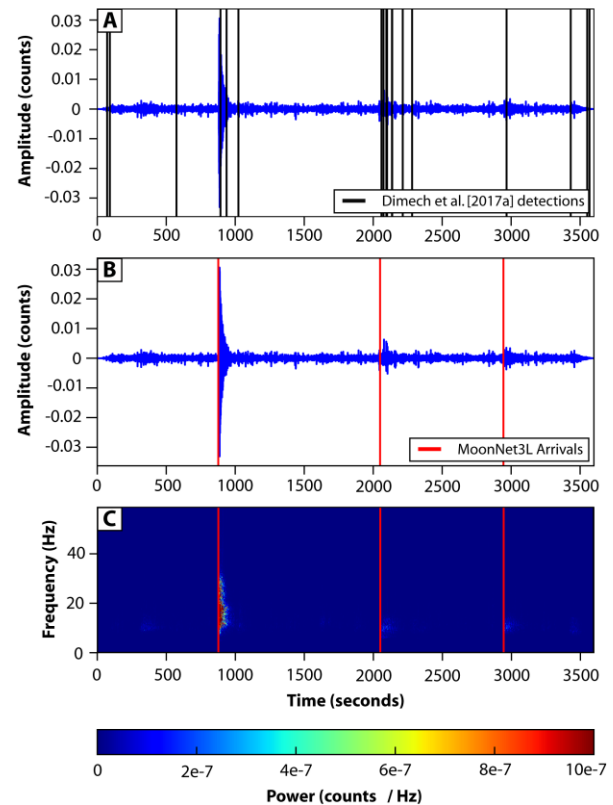 A
Amplitude (counts)
0.03
0.02
0.01
0
-0.01
-0.02
-0.03
Dimech et al. [2017a] detections
0 500 1000 1500 2000 2500 3000 3500
B
Amplitude (counts)
0.03
0.02
0.01
0
-0.01
-0.02
-0.03
MoonNet3L Arrivals
0 500 1000 1500 2000 2500 3000 3500
C
Frequency (Hz)
40
20
0
0 500 1000 1500 2000 2500 3000 3500
Time (seconds)
0 2e-7 4e-7 6e-7 8e-7 10e-7
Power (counts / Hz)